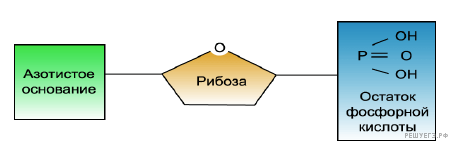 Азотистое
основание
O
Рибоза
OH
P = O
OH
Остаток
фосфорной
кислоты
РЕШУЕГЭ.РФ